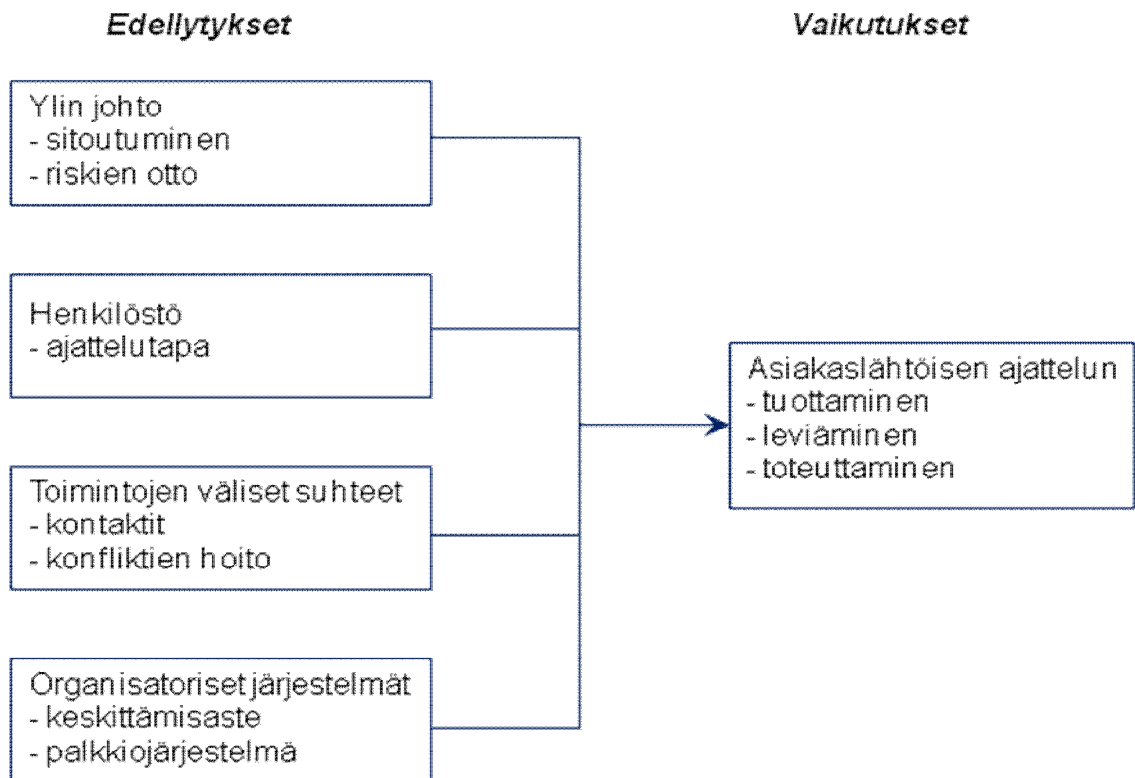 Edellytykset
Vaikutukset
Ylin johto
- sitoutuminen
- riskien otto
Henkilöstö
- ajattelutapa
Toimintojen väliset suhteet
- kontaktit
- konfliktien hoito
Organisatoriset järjestelmät
- keskittämisaste
- palkkiojärjestelmä
Asiakaslähtöisen ajattelun
- tuottaminen
- leviäminen
- toteuttaminen